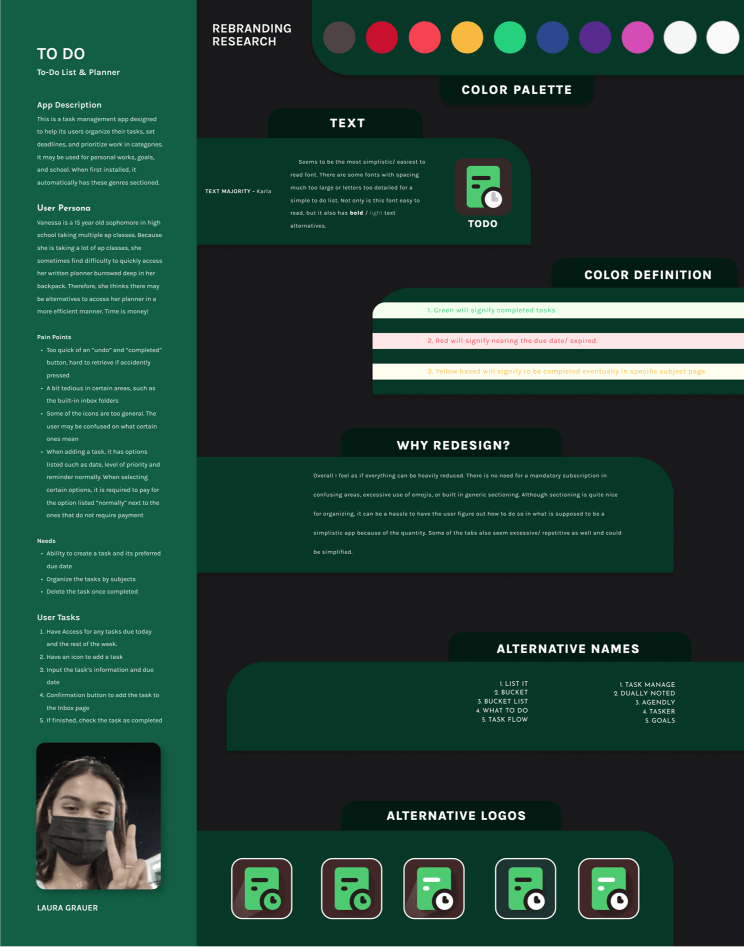 TO DO
To-Do List & Planner
App Description
This is a task management app designed
to help its users organize their tasks, set
deadlines, and prioritize work in categories.
It may be used for personal works, goals,
and school. When first installed, it
automatically has these genres sectioned.
User Persona
Vanessa is a 15 year old sophomore in high
school taking multiple ap classes. Because
she is taking a lot of ap classes, she
sometimes find difficulty to quickly access
her written planner burrowed deep in her
backpack. Therefore, she thinks there may
be alternatives to access her planner in a
more efficient manner. Time is money!
Pain Points
• Too quick of an "undo" and "completed"
button, hard to retrieve if accidently
pressed
• A bit tedious in certain areas, such as
the built-in inbox folders
• Some of the icons are too general. The
user may be confused on what certain
ones mean
• When adding a task, it has options
listed such as date, level of priority and
reminder normally. When selecting
certain options, it is required to pay for
the option listed "normally" next to the
ones that do not require payment
Needs
• Ability to create a task and its preferred
due date
• Organize the tasks by subjects
• Delete the task once completed
User Tasks
1. Have Access for any tasks due today
and the rest of the week.
2. Have an icon to add a task
3. Input the task's information and due
date
4. Confirmation button to add the task to
the Inbox page
5. If finished, check the task as completed
LAURA GRAUER
REBRANDING
RESEARCH
COLOR PALETTE
TEXT
TEXT MAJORITY - Karla
Seems to be the most simplistic/ easiest to
read font. There are some fonts with spacing
much too large or letters too detailed for a
simple to do list. Not only is this font easy to
read, but it also has bold / light text
alternatives.
TODO
COLOR DEFINITION
1. Green will signify completed tasks
2. Red will signify nearing the due date/ expired.
3. Yellow based will signify to be completed eventually in specific subject page
WHY REDESIGN?
Overall I feel as if everything can be heavily reduced. There is no need for a mandatory subscription in
confusing areas, excessive use of emojis, or built in generic sectioning. Although sectioning is quite nice
for organizing, it can be a hassle to have the user figure out how to do so in what is supposed to be a
simplistic app because of the quantity. Some of the tabs also seem excessive/ repetitive as well and could
be simplified.
ALTERNATIVE NAMES
1. LIST IT
2. BUCKET
3. BUCKET LIST
4. WHAT TO DO
5. TASK FLOW
1. TASK MANAGE
2. DUALLY NOTED
3. AGENDLY
4. TASKER
5. GOALS
ALTERNATIVE LOGOS